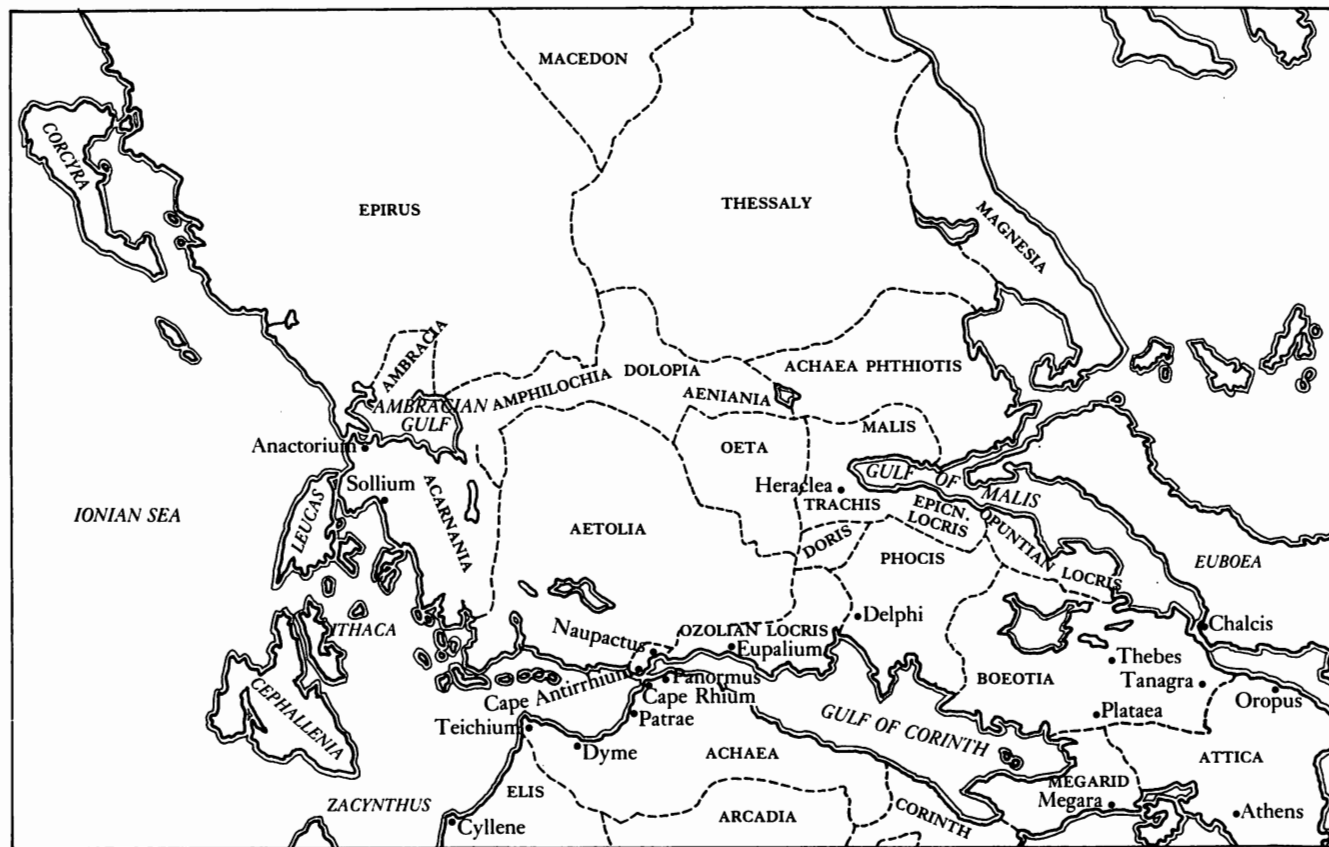 MACEDON
CORCYRA
EPIRUS
THESSALY
MAGNESIA
AMBRACIA
AMBRACIAN
GULF
AMPHILOCHIA
DOLOPIA
ACHAEA PHTHIOTIS
AENIANIA
Anactorium
OETA
MALIS
Sollium
Heraclea
GULF OF MALIS
TRACHIS
EPICN.
LOCRIS
IONIAN SEA
LEUCAS
ACARNANIA
AETOLIA
DORIS
PHOCIS
OPUNTIAN LOCRIS
EUBOEA
ITHACA
Delphi
Chalcis
Naupactus
OZOLIAN LOCRIS
Eupalium
Thebes
CEPHALLENIA
Cape Antirrhium
Panormus
BOEOTIA
Tanagra
Cape Rhium
Oropus
Teichium
Patrae
GULF OF CORINTH
Plataea
Dyme
ACHAEA
ATTICA
ZACYNTHUS
ELIS
MEGARID
Megara
Cyllene
ARCADIA
CORINTH
Athens